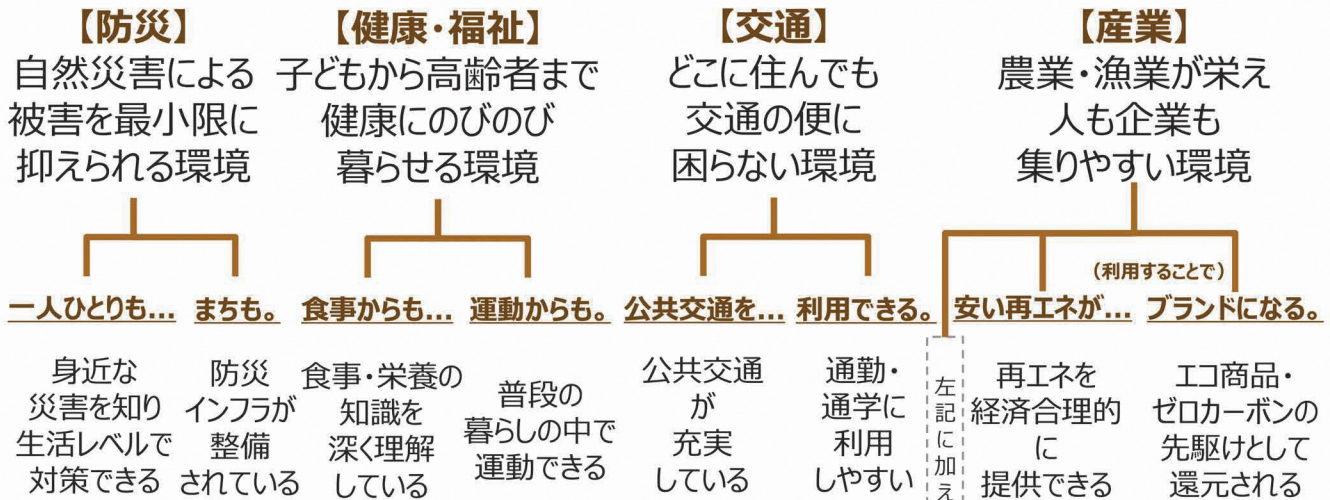 【防災】
自然災害による
被害を最小限に
抑えられる環境
【健康・福祉】
子どもから高齢者まで
健康にのびのび
暮らせる環境
【交通】
どこに住んでも
交通の便に
困らない環境
【産業】
農業・漁業が栄え
人も企業も
集りやすい環境
一人ひとりも…
身近な
災害を知り
生活レベルで
対策できる
まちも。
防災
インフラが
整備
されている
食事からも…
食事・栄養の
知識を
深く理解
している
運動からも。
普段の
暮らしの中で
運動できる
公共交通を…
公共交通
が
充実
している
利用できる。
通勤・
通学に
利用
しやすい
左記に加え
安い再エネが…
再エネを
経済合理的
に
提供できる
(利用することで)
ブランドになる。
エコ商品・
ゼロカーボンの
先駆けとして
還元される